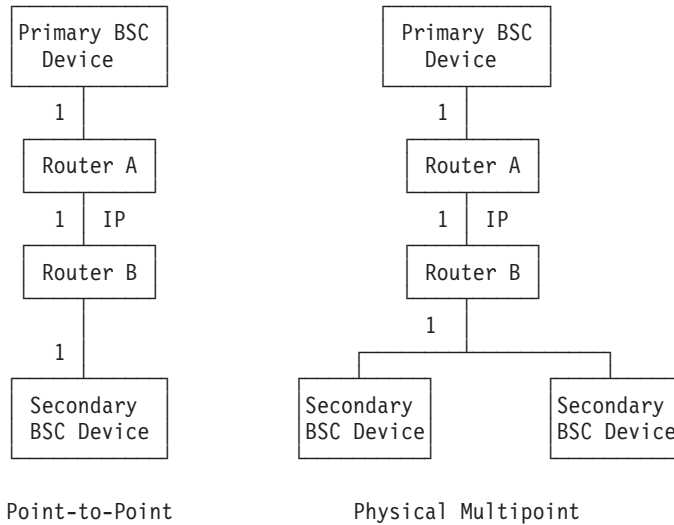 Primary BSC
Device
1
Router A
1 IP
Router B
1
Secondary
BSC Device
Point-to-Point
Primary BSC
Device
1
Router A
1 IP
Router B
1
Secondary
BSC Device
Secondary
BSC Device
Physical Multipoint